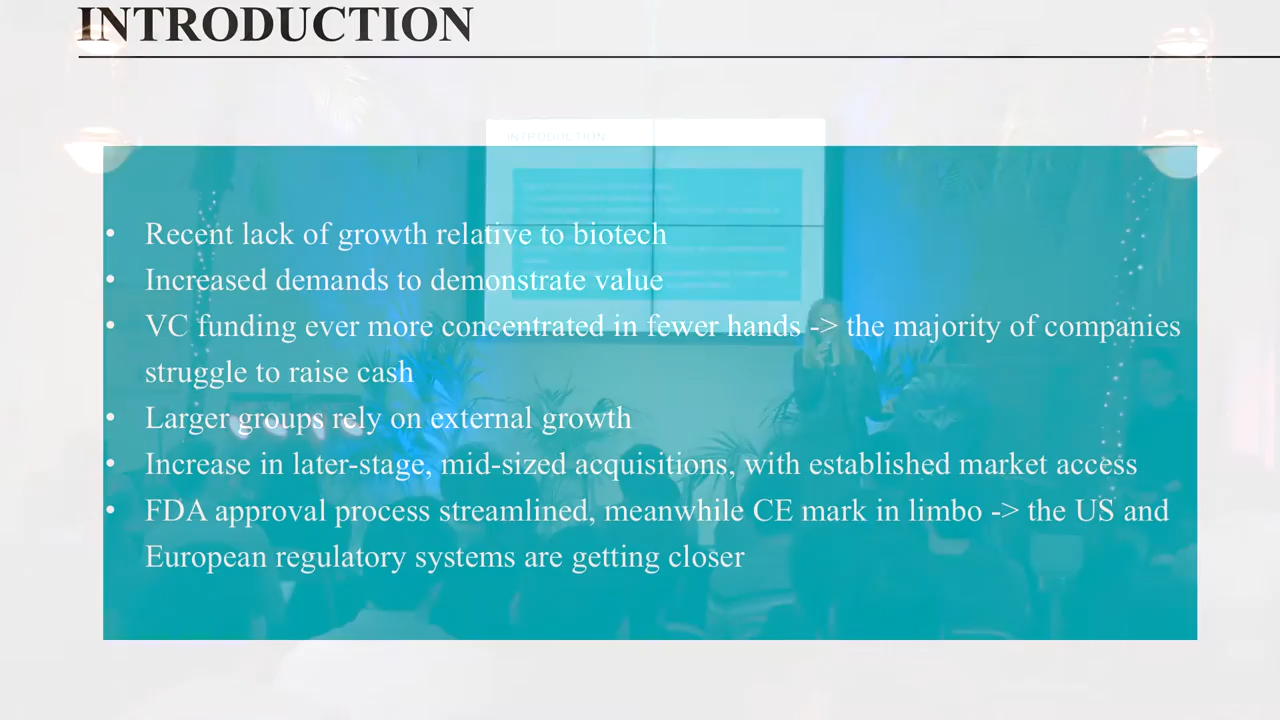 INTRODUCTION
INTRODUCTION
• Recent lack of growth relative to biotech
• Increased demands to demonstrate value
• VC funding ever more concentrated in fewer hands -> the majority of companies
struggle to raise cash
• Larger groups rely on external growth
• Increase in later-stage, mid-sized acquisitions, with established market access
• FDA approval process streamlined, meanwhile CE mark in limbo -> the US and
European regulatory systems are getting closer